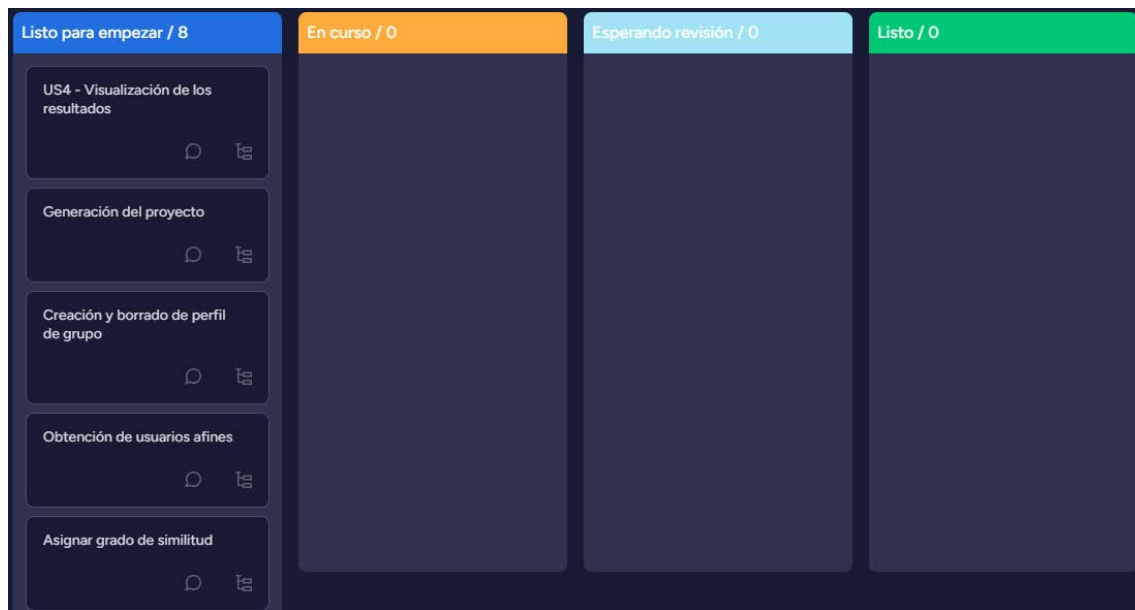 Listo para empezar / 8
En curso / 0
Esperando revisión / 0
Listo / 0
US4 - Visualización de los
resultados
Generación del proyecto
Creación y borrado de perfil
de grupo
Obtención de usuarios afines
Asignar grado de similitud